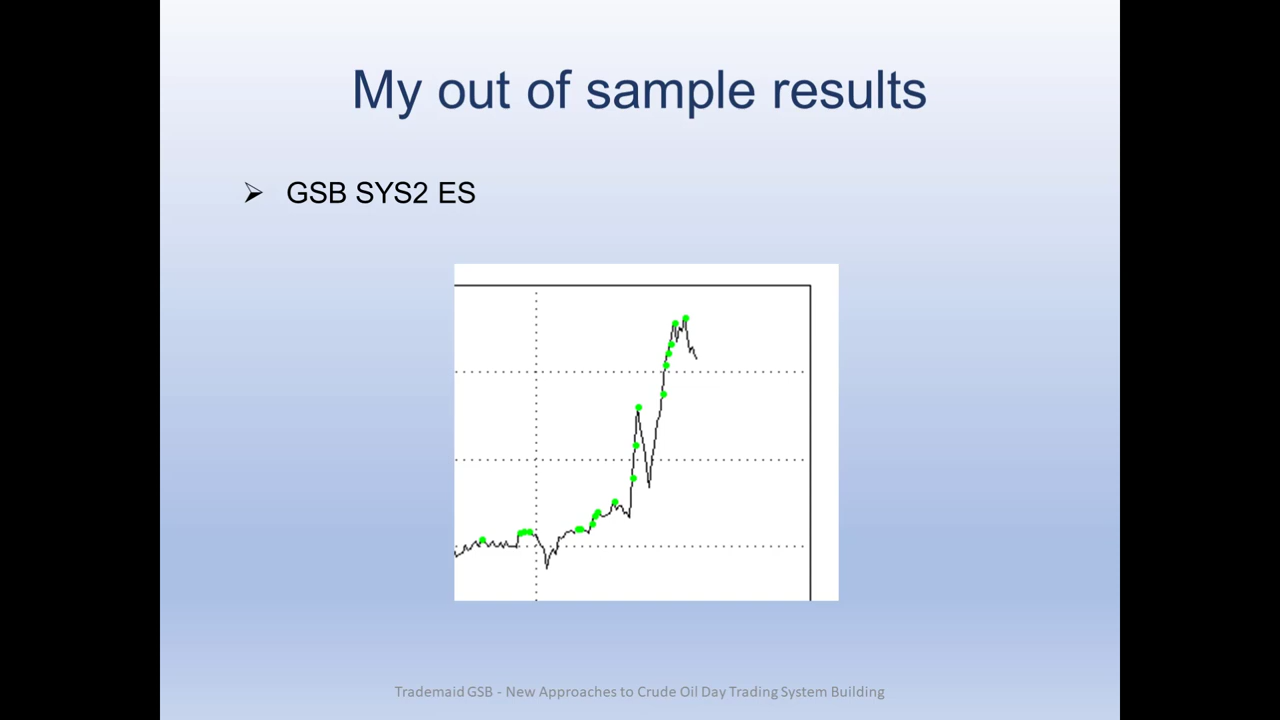 My out of sample results
GSB SYS2 ES
Trademaid GSB - New Approaches to Crude Oil Day Trading System Building